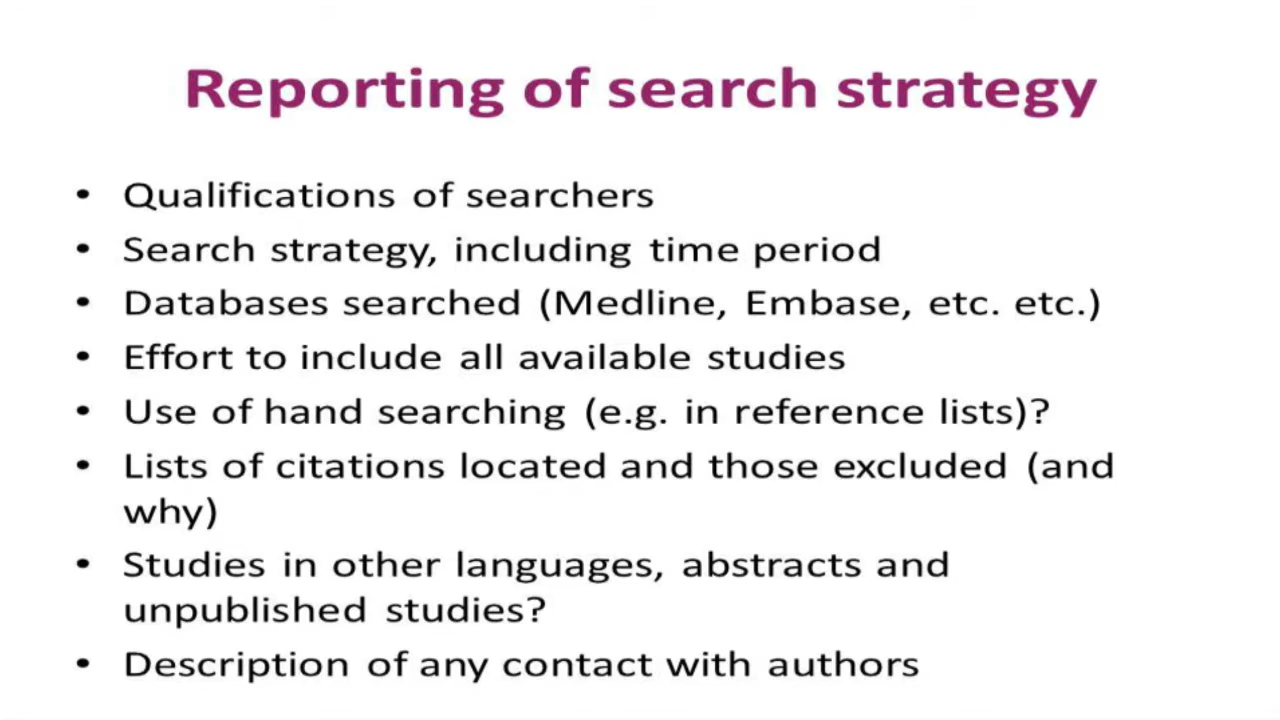 Reporting of search strategy
• Qualifications of searchers
• Search strategy, including time period
• Databases searched (Medline, Embase, etc. etc.)
• Effort to include all available studies
• Use of hand searching (e.g. in reference lists)?
• Lists of citations located and those excluded (and
why)
• Studies in other languages, abstracts and
unpublished studies?
• Description of any contact with authors